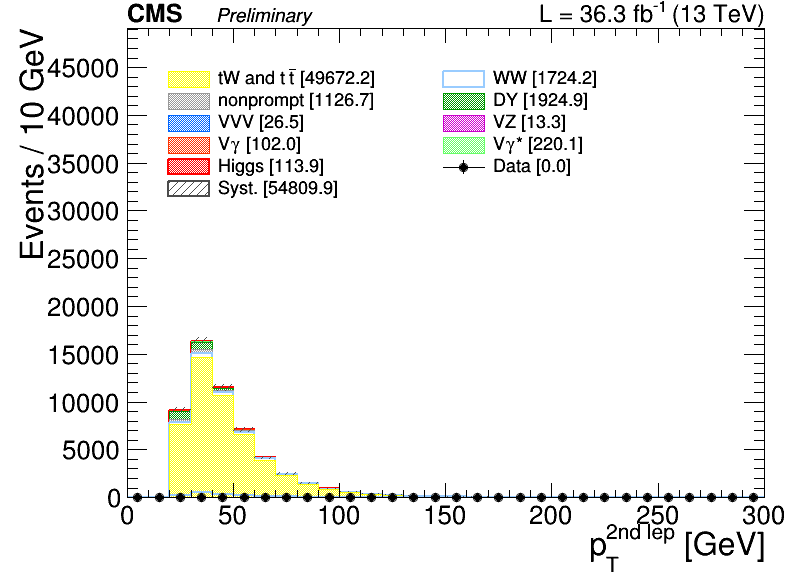 CMS Preliminary L = 36.3 fb⁻¹ (13 TeV)
Events / 10 GeV
45000
40000
35000
30000
25000
20000
15000
10000
5000
0
tW and tt̄ [49672.2] WW [1724.2]
nonprompt [1126.7] DY [1924.9]
VVV [26.5] VZ [13.3]
Vγ [102.0] Vγ* [220.1]
Higgs [113.9] Data [0.0]
Syst. [54809.9]
0 50 100 150 200 250 300
p_T^2nd lep [GeV]